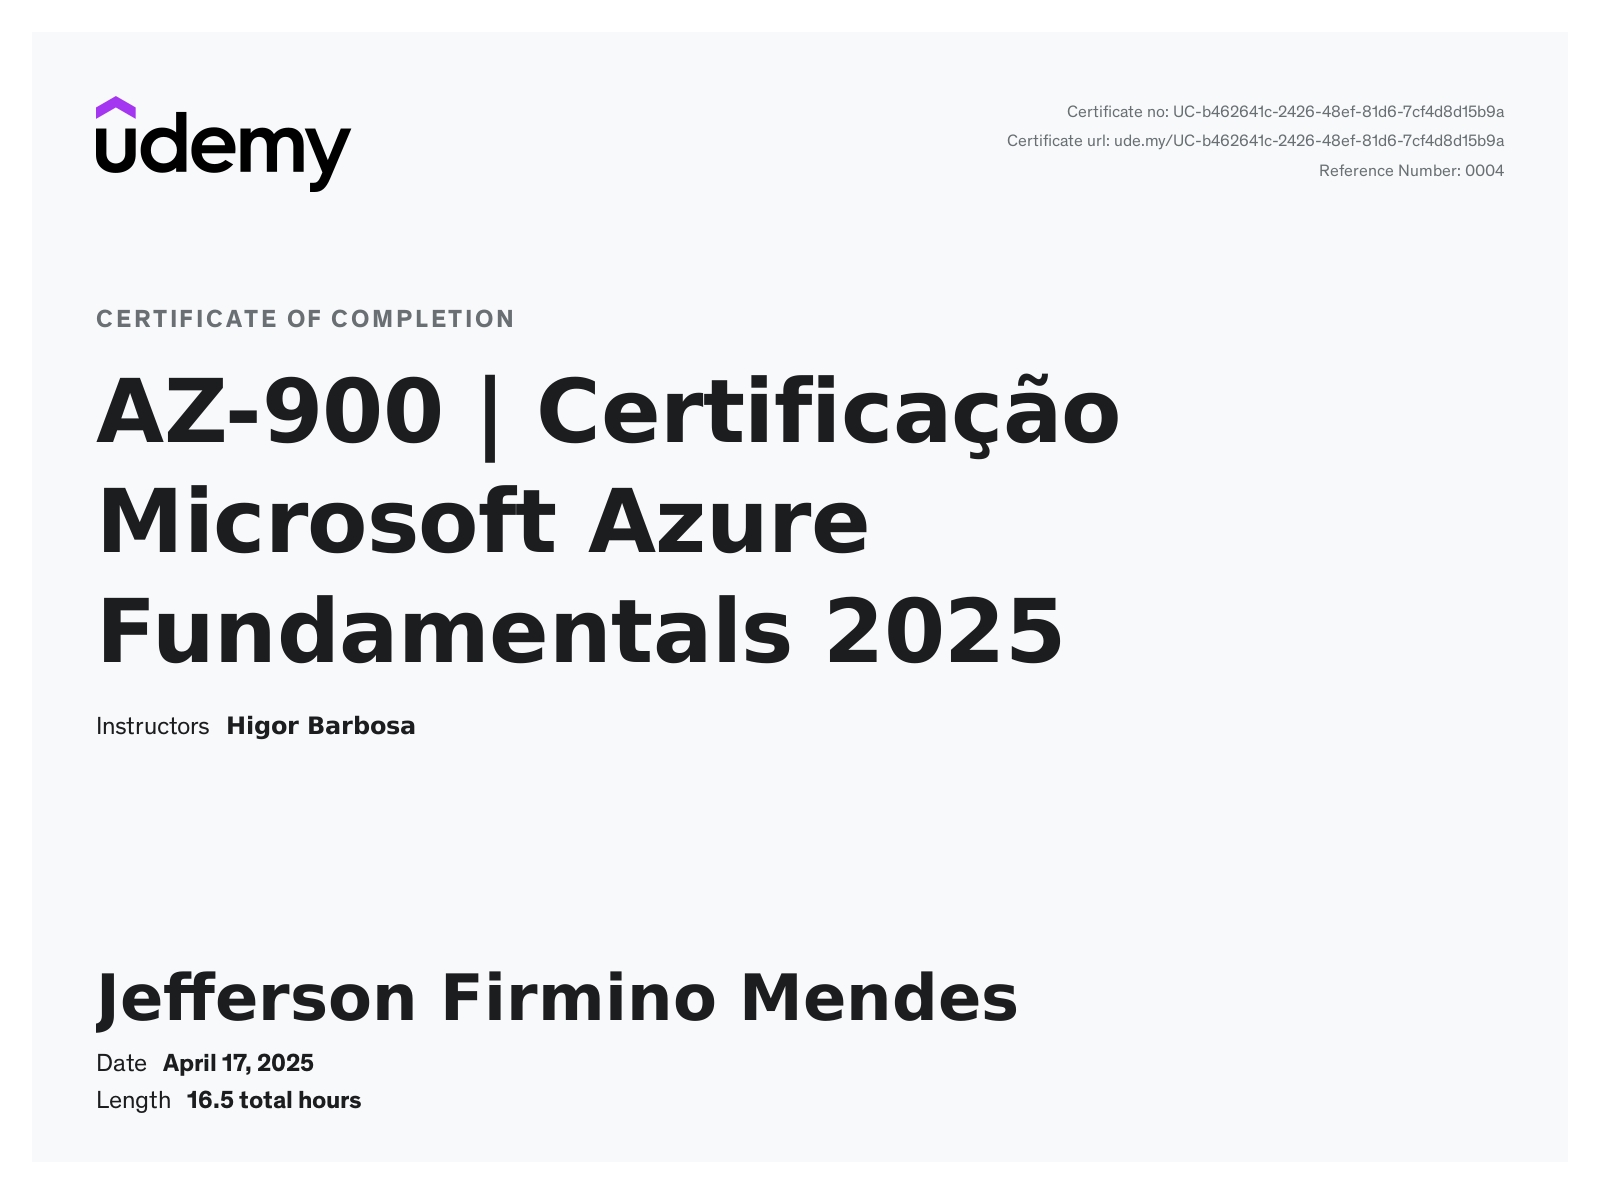 udemy
Certificate no: UC-b462641c-2426-48ef-81d6-7cf4d8d15b9a
Certificate url: ude.my/UC-b462641c-2426-48ef-81d6-7cf4d8d15b9a
Reference Number: 0004
CERTIFICATE OF COMPLETION
AZ-900 | Certificação
Microsoft Azure
Fundamentals 2025
Instructors Higor Barbosa
Jefferson Firmino Mendes
Date April 17, 2025
Length 16.5 total hours